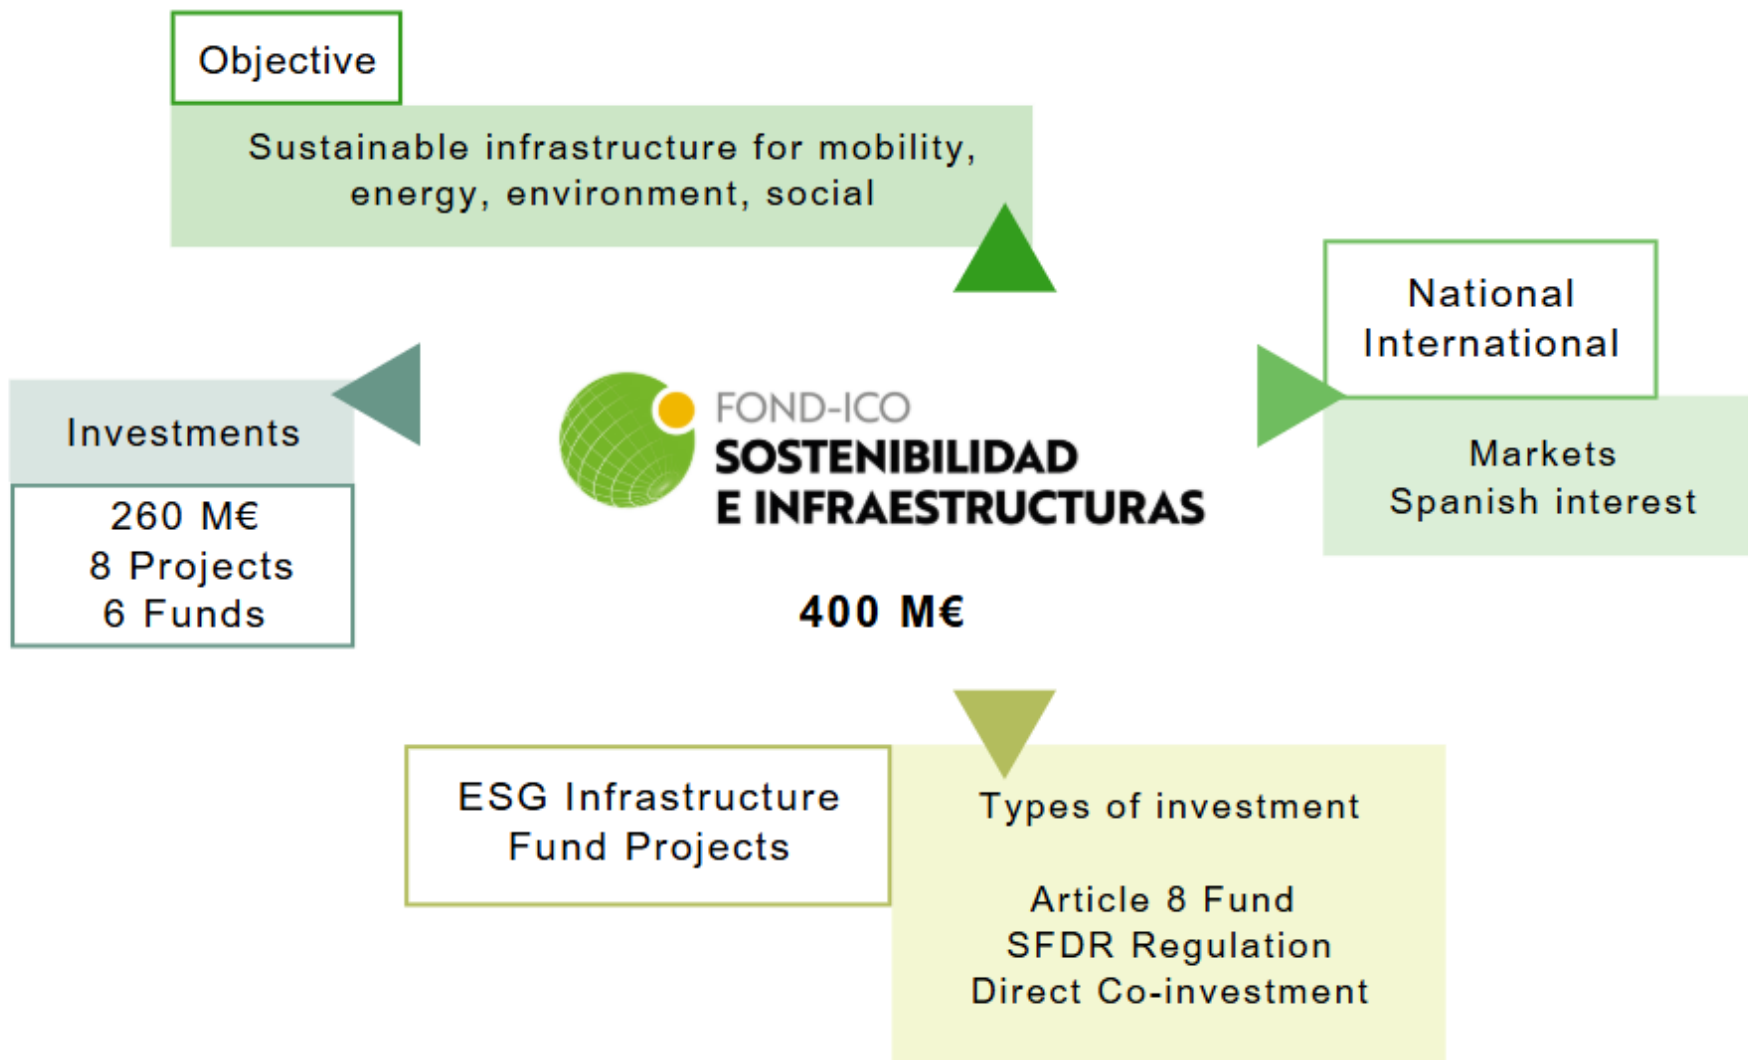 Objective
Sustainable infrastructure for mobility,
energy, environment, social
National
International
Markets
Spanish interest
Investments
260 M€
8 Projects
6 Funds
FOND-ICO
SOSTENIBILIDAD
E INFRAESTRUCTURAS
400 M€
ESG Infrastructure
Fund Projects
Types of investment
Article 8 Fund
SFDR Regulation
Direct Co-investment